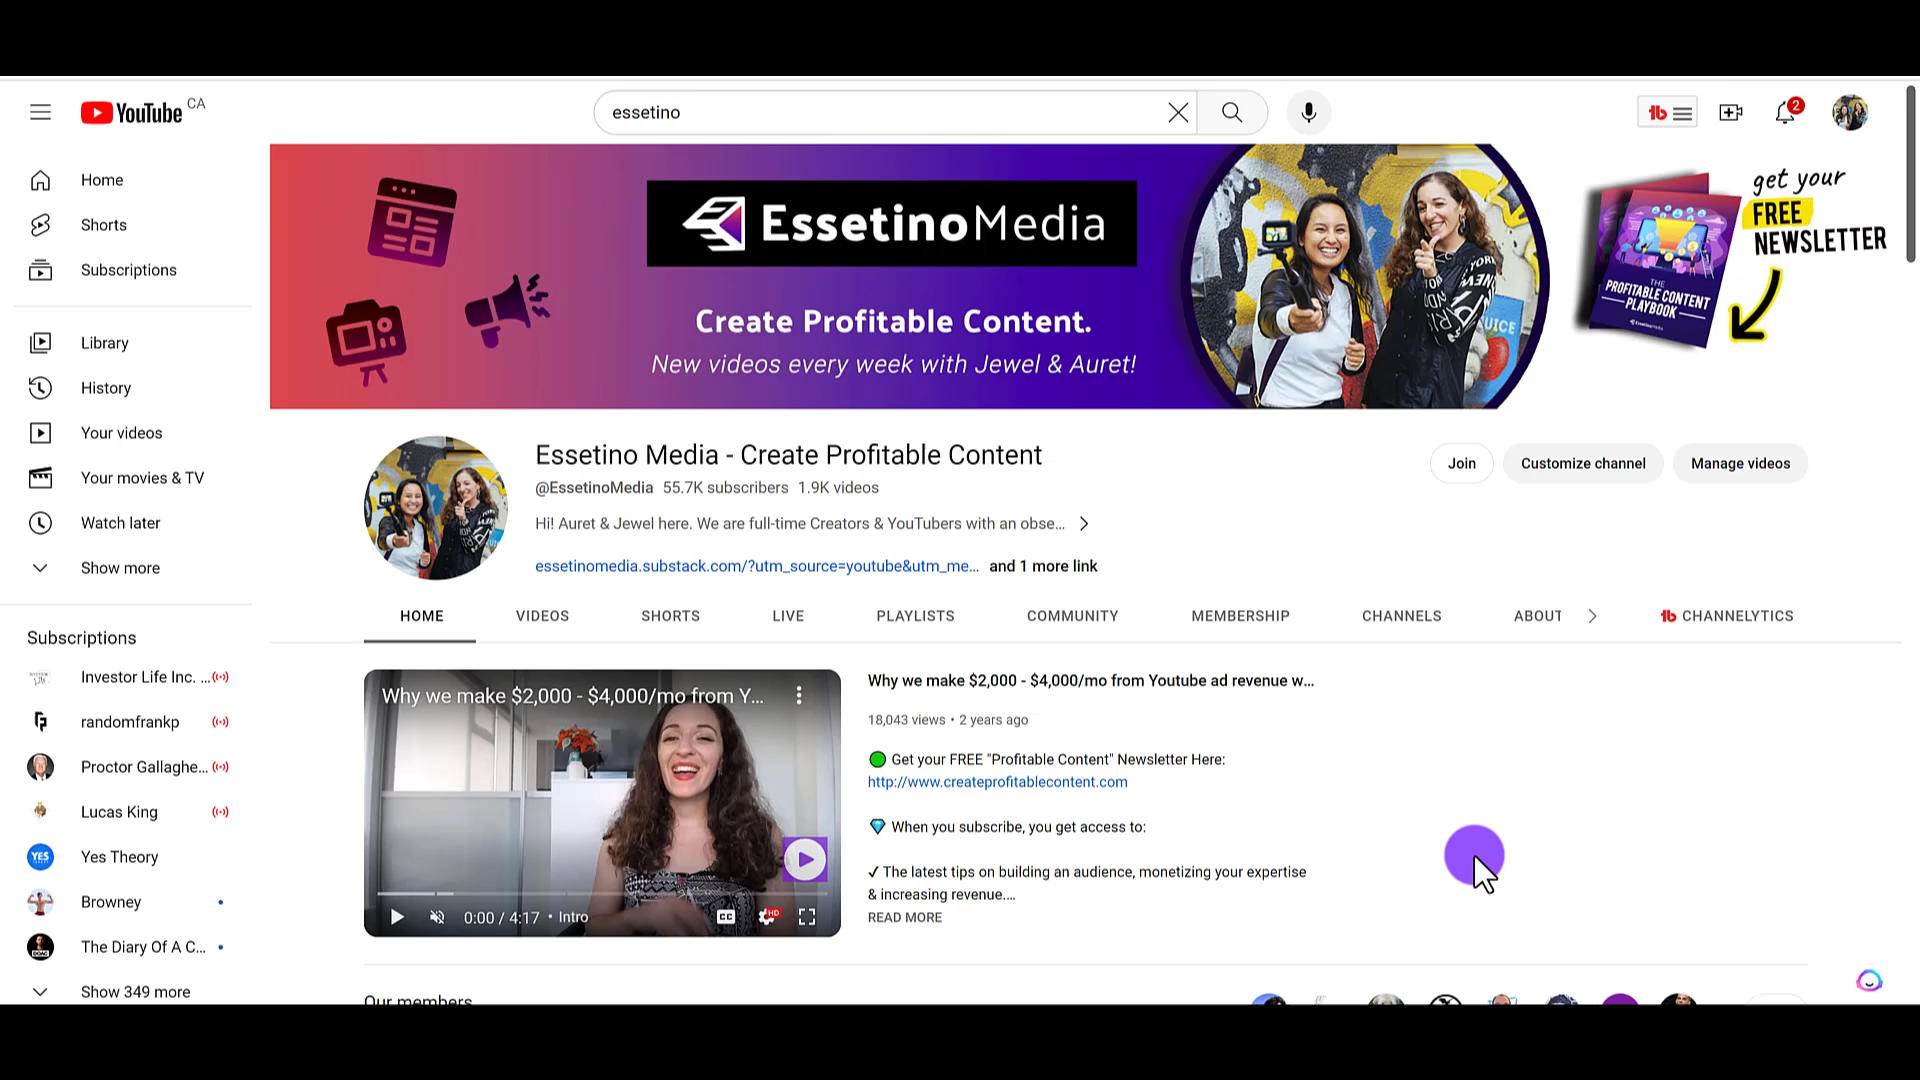 YouTube CA
essetino
2
Home
Shorts
Subscriptions
Library
History
Your videos
Your movies & TV
Watch later
Show more
Subscriptions
Investor Life Inc. ...
randomfrankp
Proctor Gallaghe...
Lucas King
YES
Yes Theory
Browney
The Diary Of A C...
Show 349 more
EssetinoMedia
Create Profitable Content.
New videos every week with Jewel & Auret!
JUICE
THE
PROFITABLE CONTENT
PLAYBOOK
get your
FREE
NEWSLETTER
Essetino Media - Create Profitable Content
@EssetinoMedia 55.7K subscribers 1.9K videos
Hi! Auret & Jewel here. We are full-time Creators & YouTubers with an obse...
essetinomedia.substack.com/?utm_source=youtube&utm_me... and 1 more link
Join
Customize channel
Manage videos
HOME
VIDEOS
SHORTS
LIVE
PLAYLISTS
COMMUNITY
MEMBERSHIP
CHANNELS
ABOUT
tb CHANNELYTICS
Why we make $2,000 - $4,000/mo from Y...
0:00 / 4:17 • Intro
CC
HD
Why we make $2,000 - $4,000/mo from Youtube ad revenue w...
18,043 views • 2 years ago
Get your FREE "Profitable Content" Newsletter Here:
http://www.createprofitablecontent.com
When you subscribe, you get access to:
✓ The latest tips on building an audience, monetizing your expertise
& increasing revenue....
READ MORE
Our members